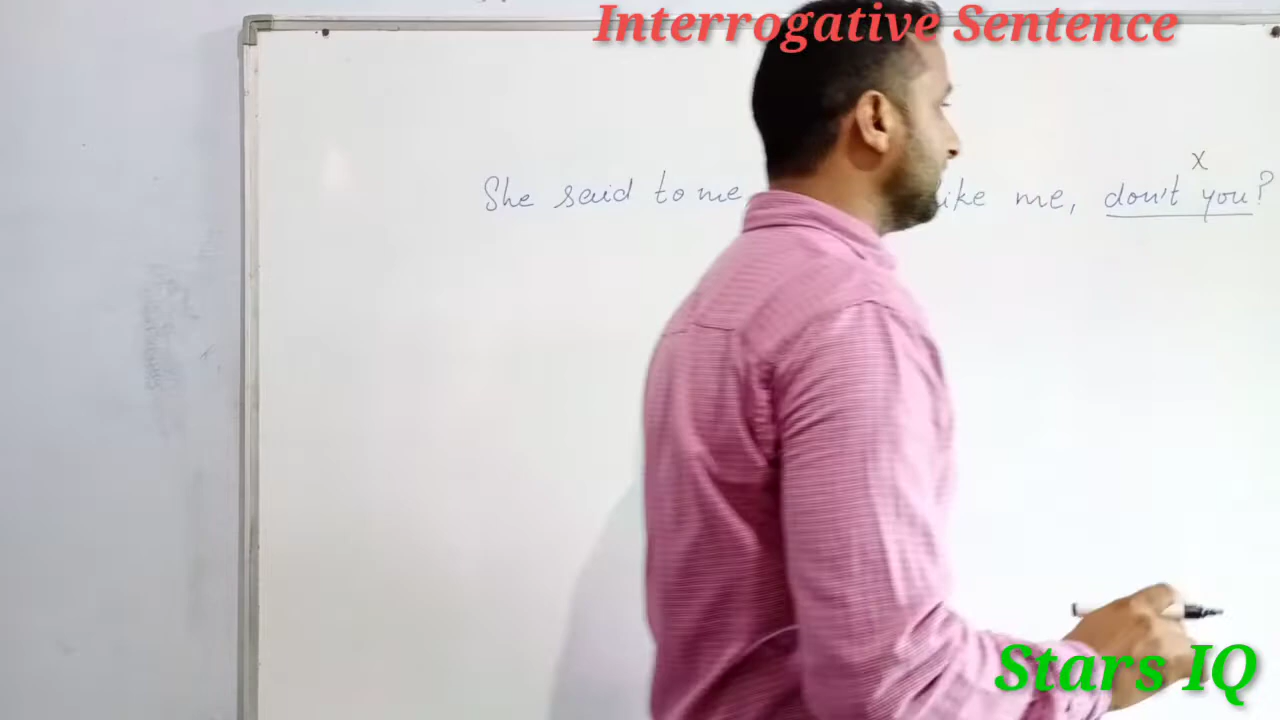 Interrogative Sentence
x
She said to me ike me, don't you?
Stars IQ